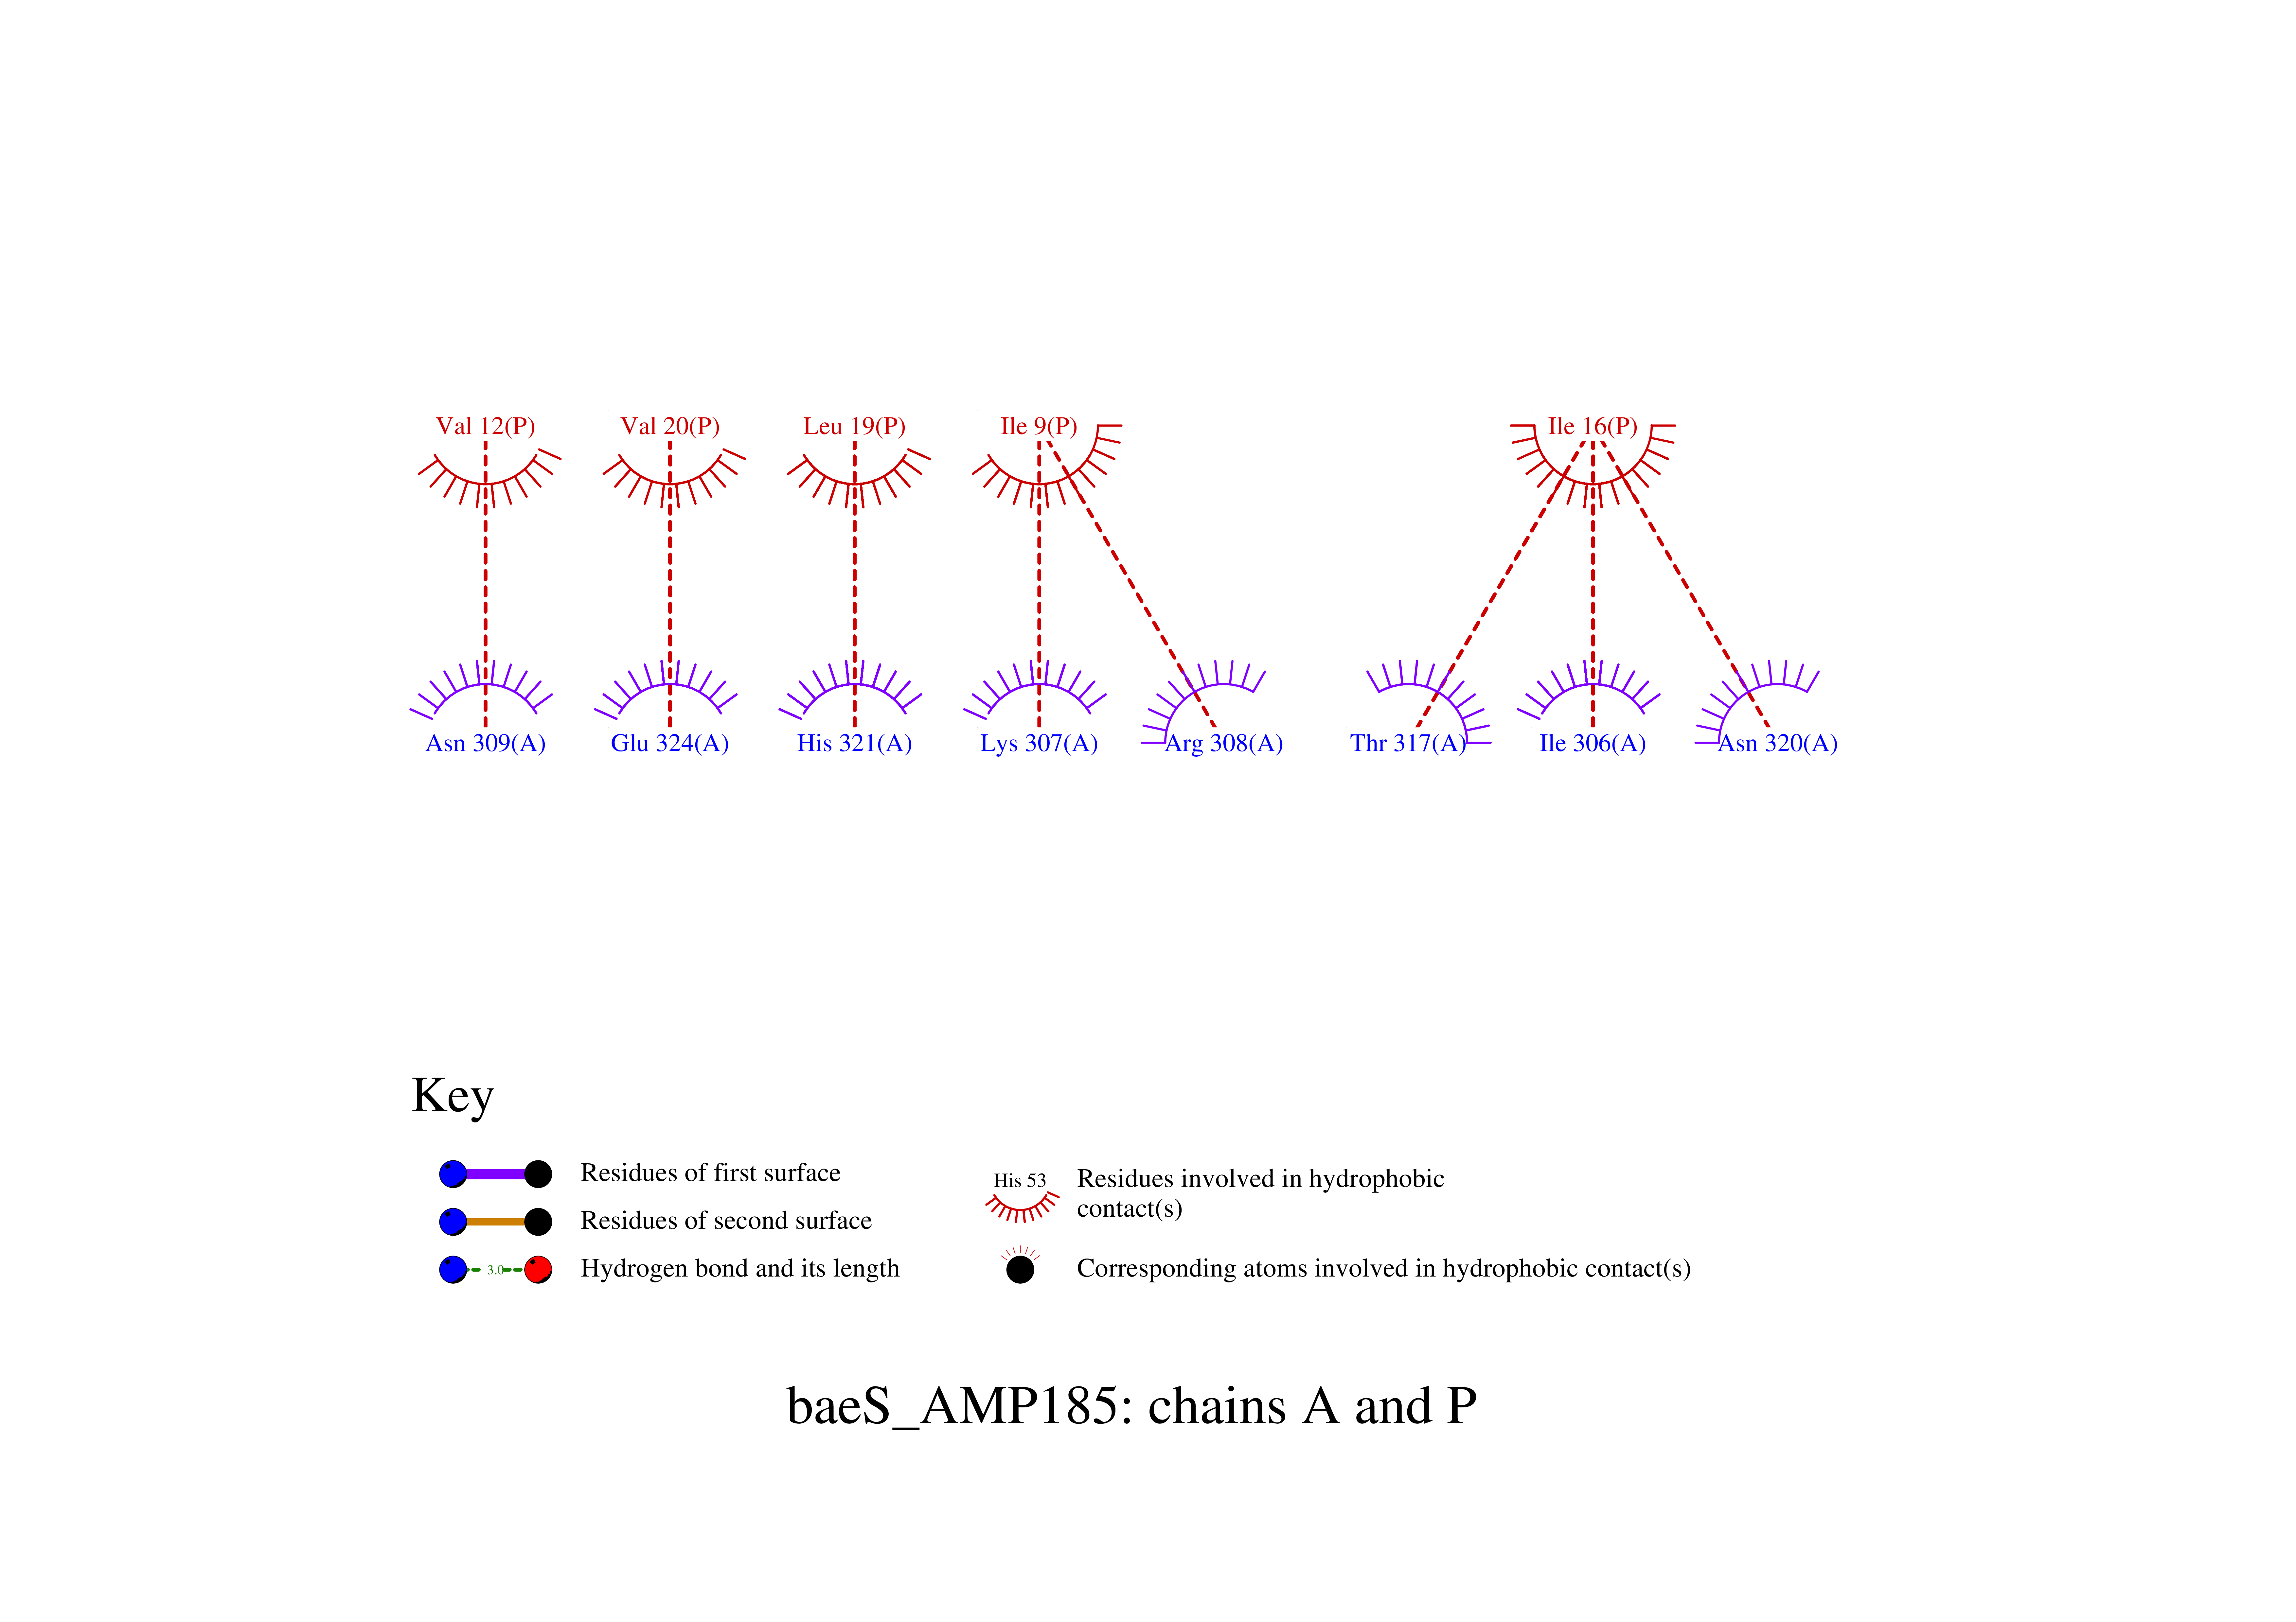 Val 12(P) Val 20(P) Leu 19(P) Ile 9(P) Ile 16(P)
Asn 309(A) Glu 324(A) His 321(A) Lys 307(A) Arg 308(A) Thr 317(A) Ile 306(A) Asn 320(A)
Key
Residues of first surface
Residues of second surface
3.0 Hydrogen bond and its length
His 53 Residues involved in hydrophobic
contact(s)
Corresponding atoms involved in hydrophobic contact(s)
baeS_AMP185: chains A and P